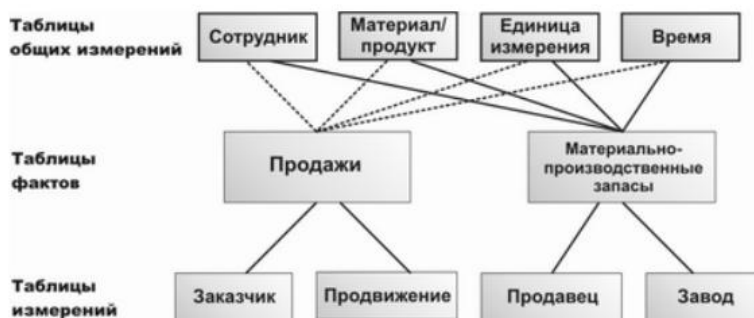 Таблицы
общих измерений
Сотрудник
Материал/
продукт
Единица
измерения
Время
Таблицы
фактов
Продажи
Материально-
производственные
запасы
Таблицы
измерений
Заказчик
Продвижение
Продавец
Завод